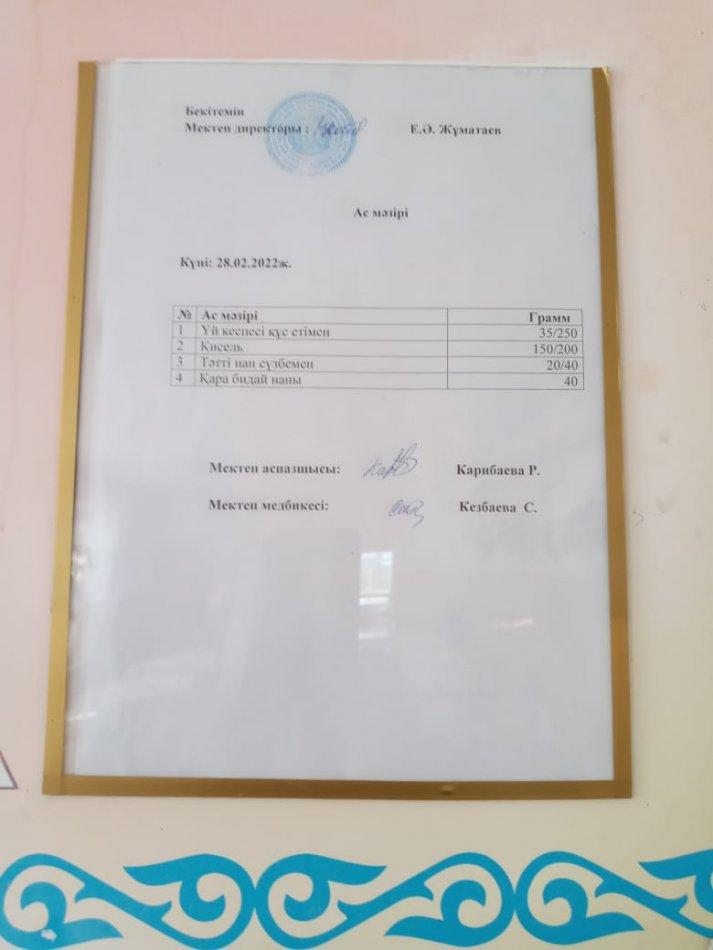 Бекітемін
Мектеп директоры : Е.Ә. Жұматаев
Ас мәзірі
Күні: 28.02.2022ж.
№ Ас мәзірі Грамм
1 Үй кеспесі құс етімен 35/250
2 Кисель 150/200
3 Тәтті нан сүзбемен 20/40
4 Қара бидай наны 40
Мектеп аспазшысы: Карибаева Р.
Мектеп медбикесі: Кезбаева С.